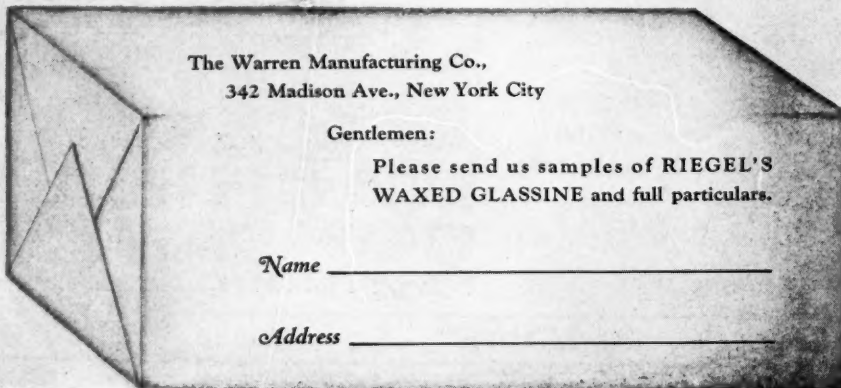 The Warren Manufacturing Co.,
342 Madison Ave., New York City
Gentlemen:
Please send us samples of RIEGEL'S
WAXED GLASSINE and full particulars.
Name
Address